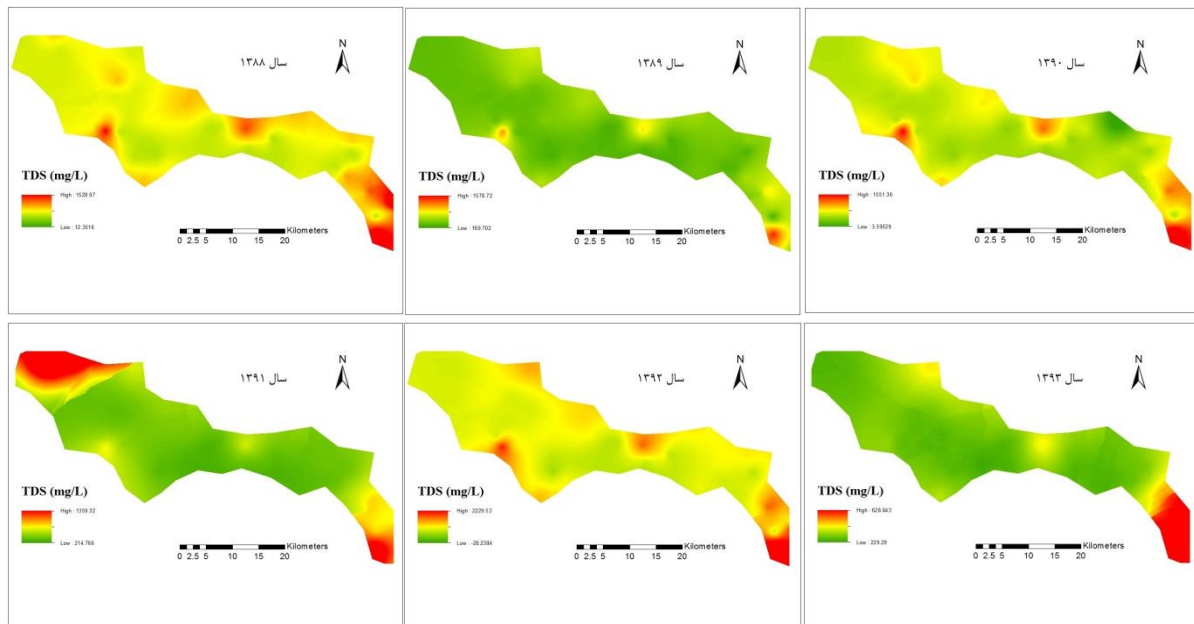 سال ۱۳۸۸
N
TDS (mg/L)
High : 1528.97
Low : 12.3516
Kilometers
0 2.5 5 10 15 20
سال ۱۳۸۹
N
TDS (mg/L)
High : 1578.72
Low : 169.702
Kilometers
0 2.5 5 10 15 20
سال ۱۳۹۰
N
TDS (mg/L)
High : 1551.36
Low : 3.59529
Kilometers
0 2.5 5 10 15 20
سال ۱۳۹۱
N
TDS (mg/L)
High : 1359.32
Low : 214.766
Kilometers
0 2.5 5 10 15 20
سال ۱۳۹۲
N
TDS (mg/L)
High : 2229.53
Low : -28.2384
Kilometers
0 2.5 5 10 15 20
سال ۱۳۹۳
N
TDS (mg/L)
High : 628.843
Low : 229.29
Kilometers
0 2.5 5 10 15 20